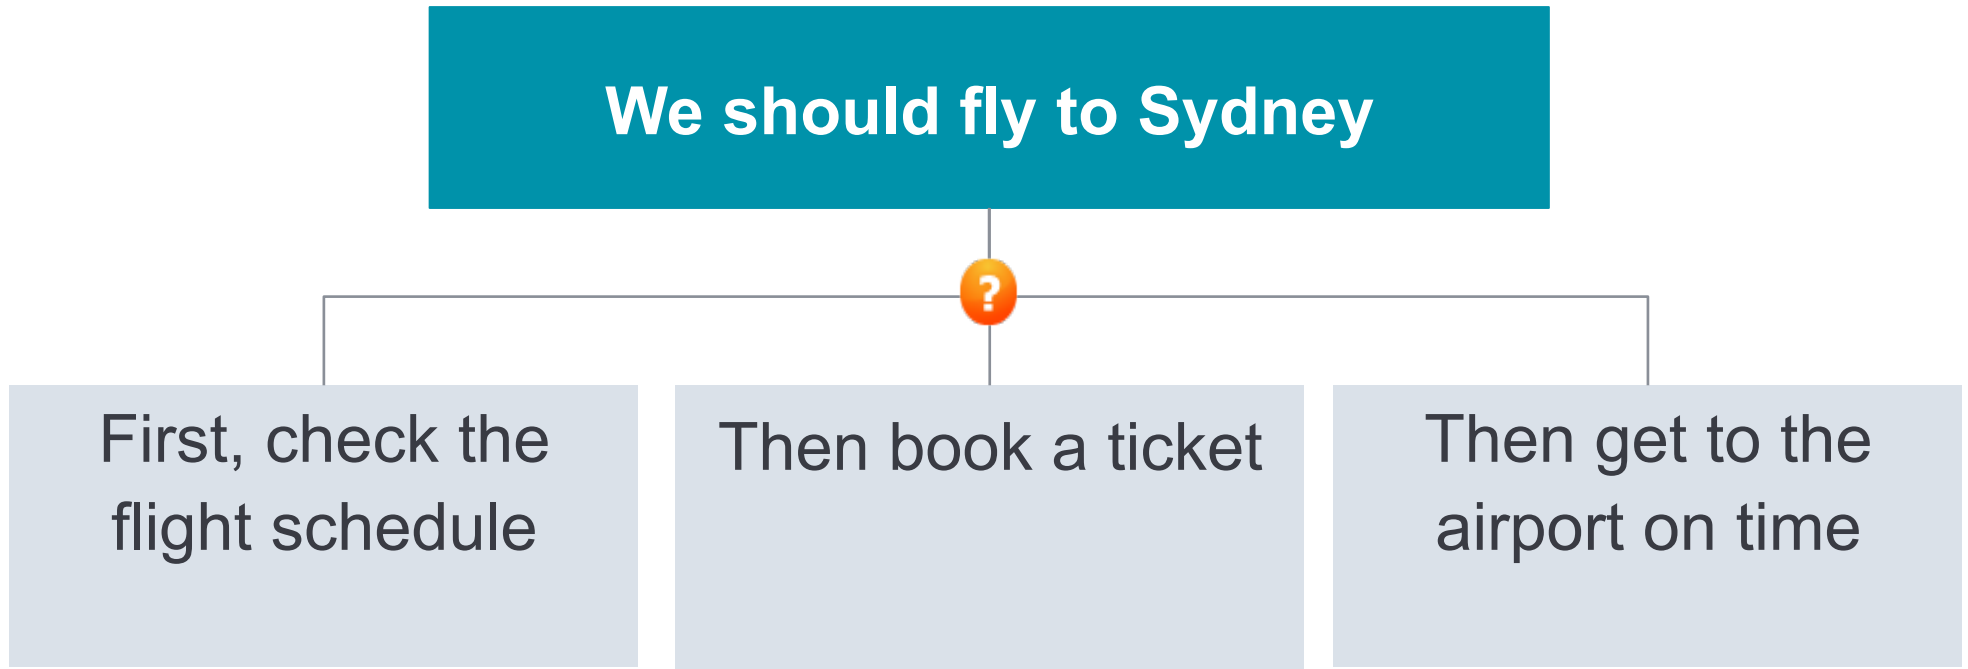 We should fly to Sydney
?
First, check the
flight schedule
Then book a ticket
Then get to the
airport on time